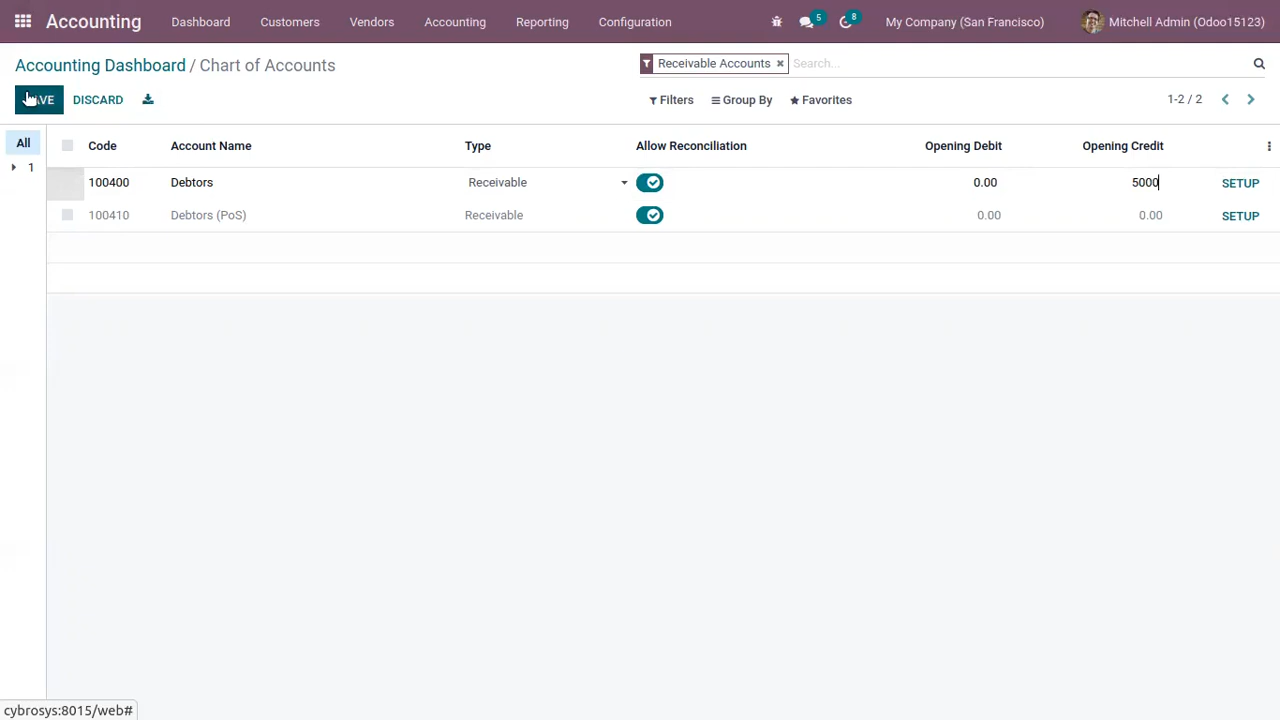 Accounting Dashboard Customers Vendors Accounting Reporting Configuration 5 8 My Company (San Francisco) Mitchell Admin (Odoo15123)
Accounting Dashboard / Chart of Accounts Receivable Accounts × Search...
DISCARD Filters Group By Favorites 1-2 / 2
All Code Account Name Type Allow Reconciliation Opening Debit Opening Credit
1
100400 Debtors Receivable 0.00 5000 SETUP
100410 Debtors (PoS) Receivable 0.00 0.00 SETUP
cybrosys:8015/web#